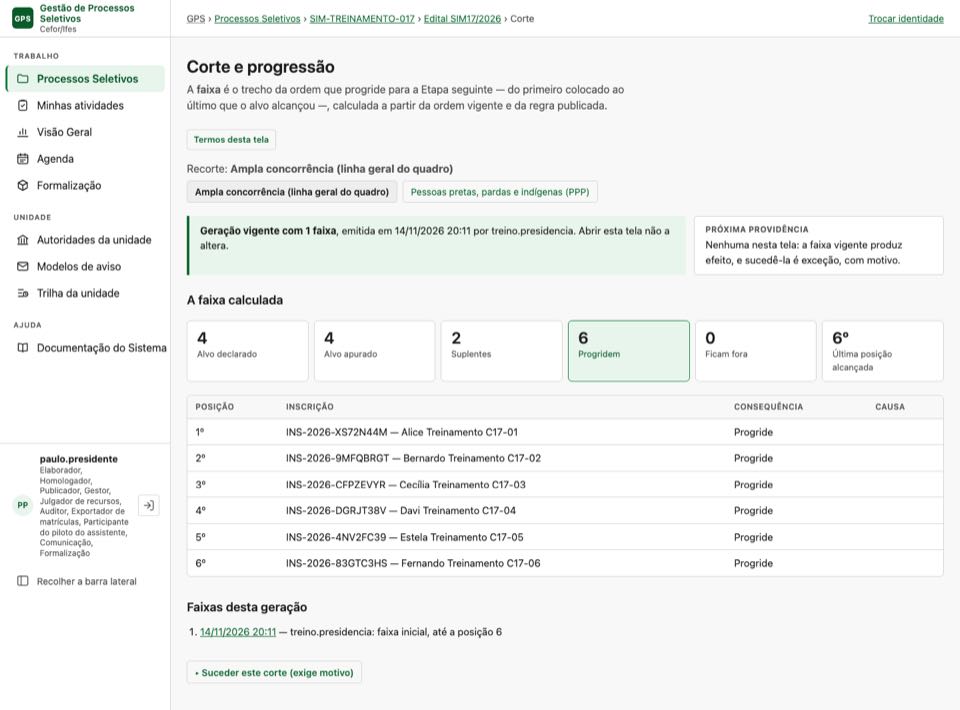 GPS
Gestão de Processos
Seletivos
Cefor/Ifes
GPS › Processos Seletivos › SIM-TREINAMENTO-017 › Edital SIM17/2026 › Corte
Trocar identidade
TRABALHO
Processos Seletivos
Minhas atividades
Visão Geral
Agenda
Formalização
UNIDADE
Autoridades da unidade
Modelos de aviso
Trilha da unidade
AJUDA
Documentação do Sistema
PP
paulo.presidente
Elaborador,
Homologador,
Publicador, Gestor,
Julgador de recursos,
Auditor, Exportador de
matrículas, Participante
do piloto do assistente,
Comunicação,
Formalização
Recolher a barra lateral
Corte e progressão
A faixa é o trecho da ordem que progride para a Etapa seguinte — do primeiro colocado ao
último que o alvo alcançou —, calculada a partir da ordem vigente e da regra publicada.
Termos desta tela
Recorte: Ampla concorrência (linha geral do quadro)
Ampla concorrência (linha geral do quadro)
Pessoas pretas, pardas e indígenas (PPP)
Geração vigente com 1 faixa, emitida em 14/11/2026 20:11 por treino.presidencia. Abrir esta tela não a
altera.
PRÓXIMA PROVIDÊNCIA
Nenhuma nesta tela: a faixa vigente produz
efeito, e sucedê-la é exceção, com motivo.
A faixa calculada
4
Alvo declarado
4
Alvo apurado
2
Suplentes
6
Progridem
0
Ficam fora
6º
Última posição
alcançada
POSIÇÃO INSCRIÇÃO CONSEQUÊNCIA CAUSA
1º INS-2026-XS72N44M — Alice Treinamento C17-01 Progride
2º INS-2026-9MFQBRGT — Bernardo Treinamento C17-02 Progride
3º INS-2026-CFPZEVYR — Cecília Treinamento C17-03 Progride
4º INS-2026-DGRJT38V — Davi Treinamento C17-04 Progride
5º INS-2026-4NV2FC39 — Estela Treinamento C17-05 Progride
6º INS-2026-83GTC3HS — Fernando Treinamento C17-06 Progride
Faixas desta geração
1. 14/11/2026 20:11 — treino.presidencia: faixa inicial, até a posição 6
Suceder este corte (exige motivo)